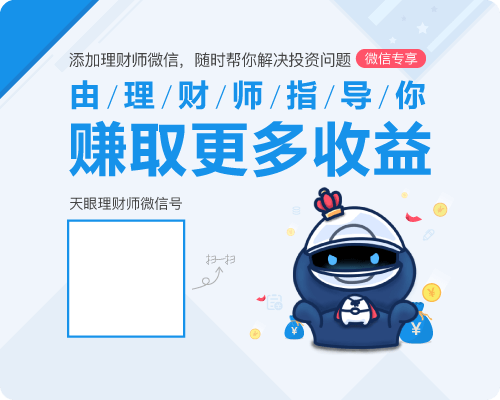 添加理财师微信，随时帮你解决投资问题 微信专享
由/理/财/师/指/导/你
赚取更多收益
天眼理财师微信号
扫一扫
¥
¥